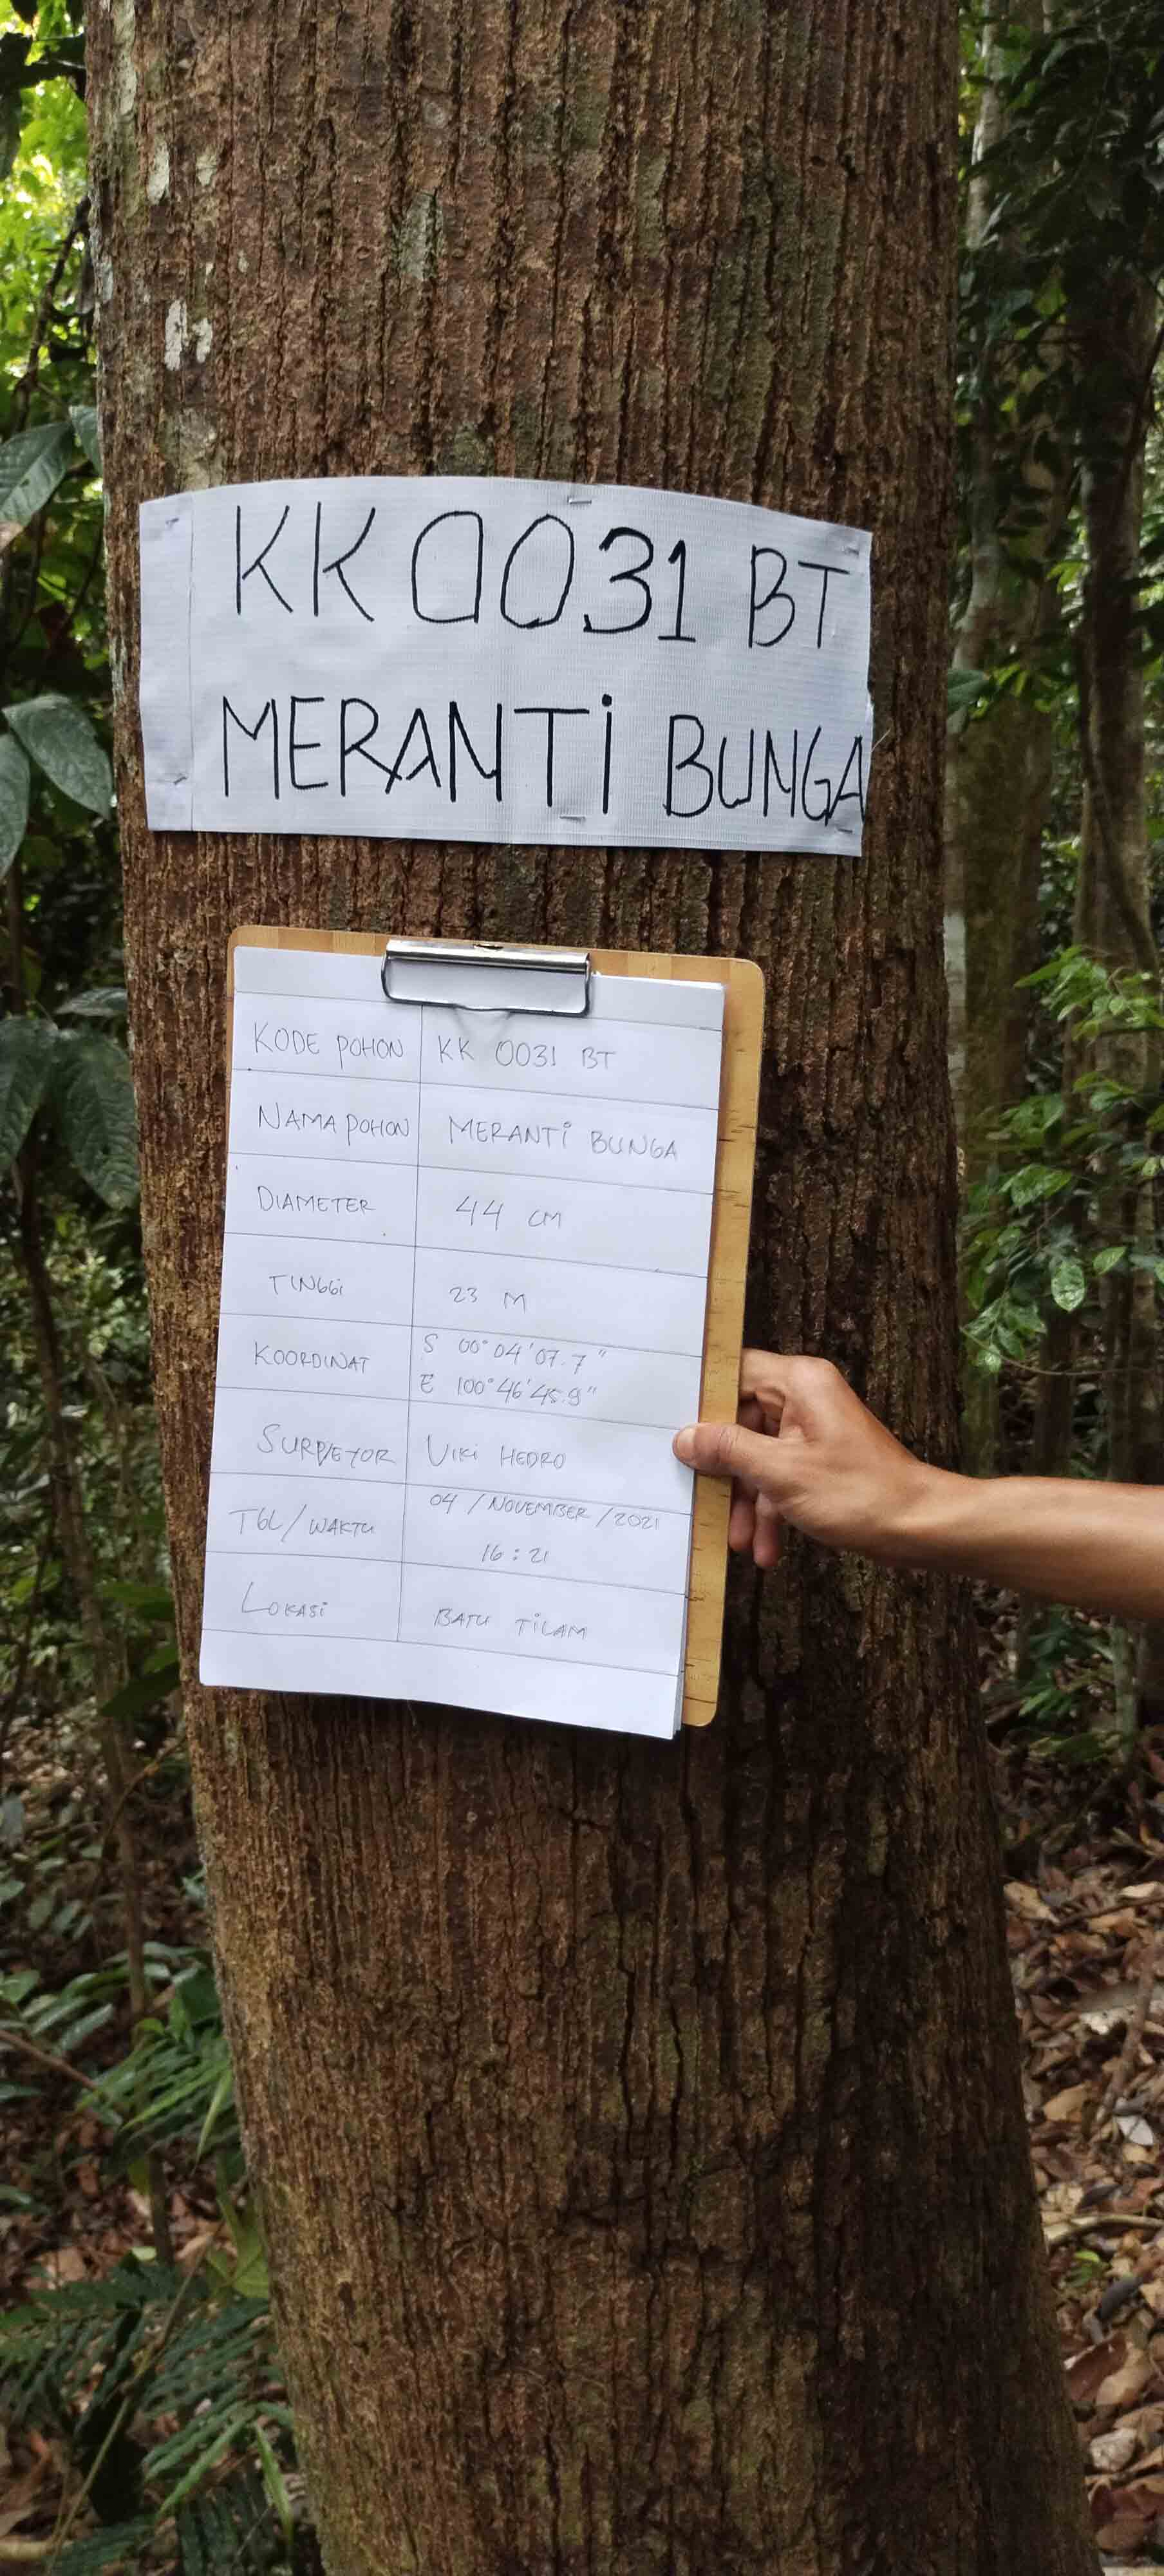 KK 0031 BT
MERANTi BUNGA
KODE POHON KK 0031 BT
NAMA POHON MERANTi BUNGA
DIAMETER 44 CM
TINGGi 23 M
KOORDINAT S 00°04'07.7"
E 100°46'45.9"
SURVEYOR ViKi HEDRO
TGL/WAKTU 04/NOVEMBER/2021
16:21
LOKASi BATU TiLAM